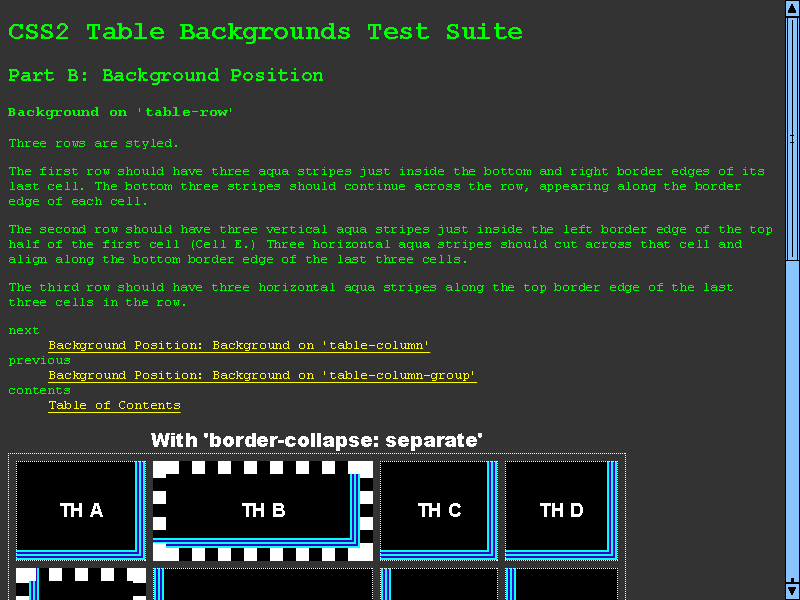 CSS2 Table Backgrounds Test Suite
Part B: Background Position
Background on 'table-row'
Three rows are styled.
The first row should have three aqua stripes just inside the bottom and right border edges of its
last cell. The bottom three stripes should continue across the row, appearing along the border
edge of each cell.
The second row should have three vertical aqua stripes just inside the left border edge of the top
half of the first cell (Cell E.) Three horizontal aqua stripes should cut across that cell and
align along the bottom border edge of the last three cells.
The third row should have three horizontal aqua stripes along the top border edge of the last
three cells in the row.
next
Background Position: Background on 'table-column'
previous
Background Position: Background on 'table-column-group'
contents
Table of Contents
With 'border-collapse: separate'
TH A TH B TH C TH D